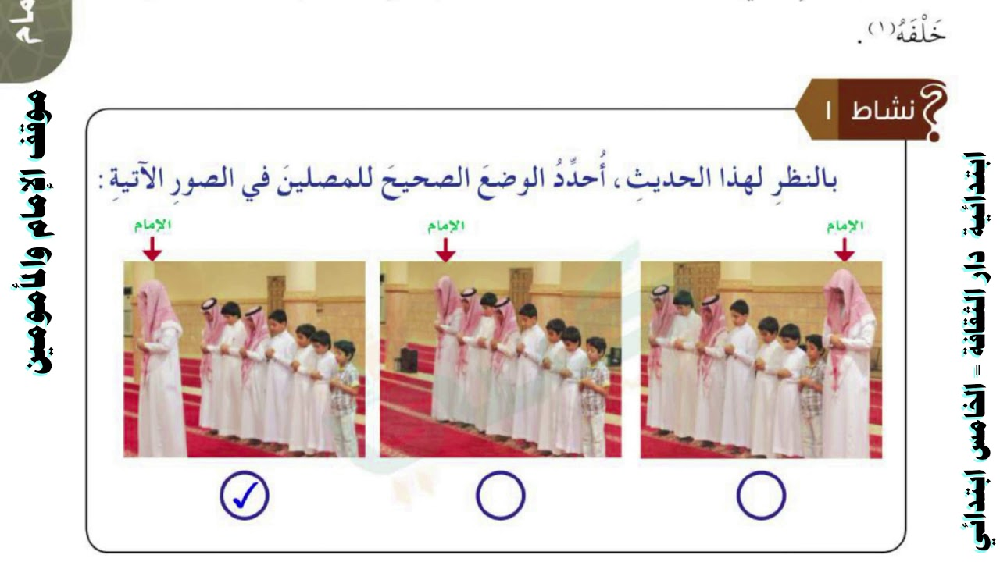 خَلْفَهُ(١).
نشاط ١
بالنظرِ لهذا الحديثِ، أُحدِّدُ الوضعَ الصحيحَ للمصلينَ في الصورِ الآتيةِ:
الإمام
الإمام
الإمام
موقف الإمام والمأمومين
ابتدائية دار الثقافة = الخامس ابتدائي